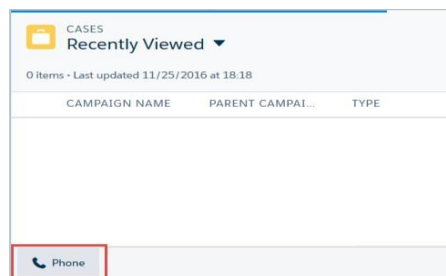 CASES
Recently Viewed
0 items • Last updated 11/25/2016 at 18:18
CAMPAIGN NAME PARENT CAMPAI... TYPE
Phone